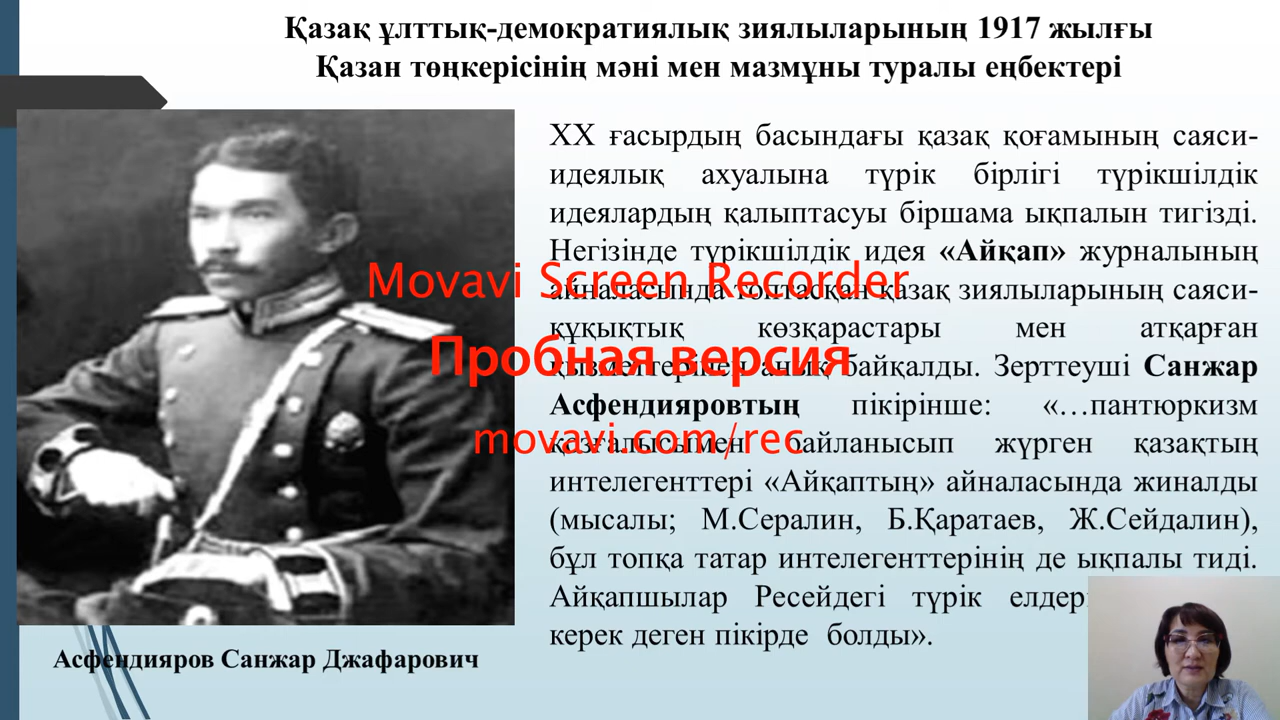 Қазақ ұлттық-демократиялық зиялыларының 1917 жылғы
Қазан төңкерісінің мәні мен мазмұны туралы еңбектері
XX ғасырдың басындағы қазақ қоғамының саяси-
идеялық ахуалына түрік бірлігі түрікшілдік
идеялардың қалыптасуы біршама ықпалын тигізді.
Негізінде түрікшілдік идея «Айқап» журналының
айналасында топтасқан қазақ зиялыларының саяси-
құқықтық көзқарастары мен атқарған
қызметтерінен анық байқалды. Зерттеуші Санжар
Асфендияровтың пікірінше: «…пантюркизм
қозғалысымен байланысып жүрген қазақтың
интелегенттері «Айқаптың» айналасында жиналды
(мысалы; М.Сералин, Б.Қаратаев, Ж.Сейдалин),
бұл топқа татар интелегенттерінің де ықпалы тиді.
Айқапшылар Ресейдегі түрік
керек деген пікірде болды».
Асфендияров Санжар Джафарович
Movavi Screen Recorder
Пробная версия
movavi.com/rec